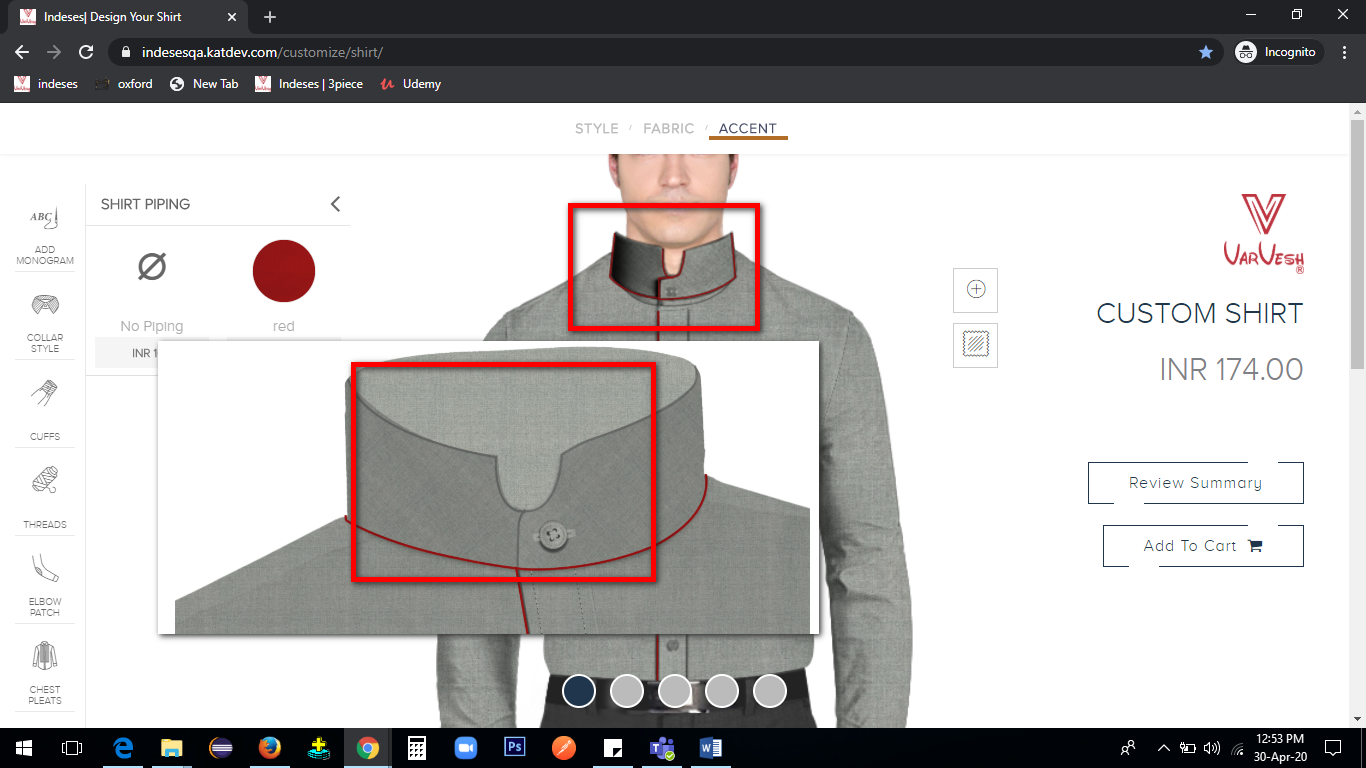 Indeses| Design Your Shirt
indesesqa.katdev.com/customize/shirt/
Incognito
indeses
oxford
New Tab
Indeses | 3piece
Udemy
STYLE / FABRIC / ACCENT
SHIRT PIPING
ABC
ADD
MONOGRAM
No Piping
red
INR 1
COLLAR
STYLE
CUFFS
THREADS
ELBOW
PATCH
CHEST
PLEATS
VARVESH
®
CUSTOM SHIRT
INR 174.00
Review Summary
Add To Cart
Ps
12:53 PM
30-Apr-20